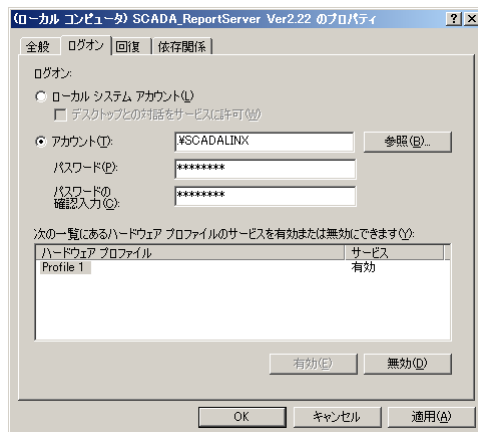 (ローカル コンピュータ) SCADA_ReportServer Ver2.22 のプロパティ
全般 ログオン 回復 依存関係
ログオン:
ローカル システム アカウント(L)
デスクトップとの対話をサービスに許可(W)
アカウント(T): .¥SCADALINX 参照(B)...
パスワード(P): ********
パスワードの
確認入力(C): ********
次の一覧にあるハードウェア プロファイルのサービスを有効または無効にできます(Y):
ハードウェア プロファイル サービス
Profile 1 有効
有効(E) 無効(D)
OK キャンセル 適用(A)